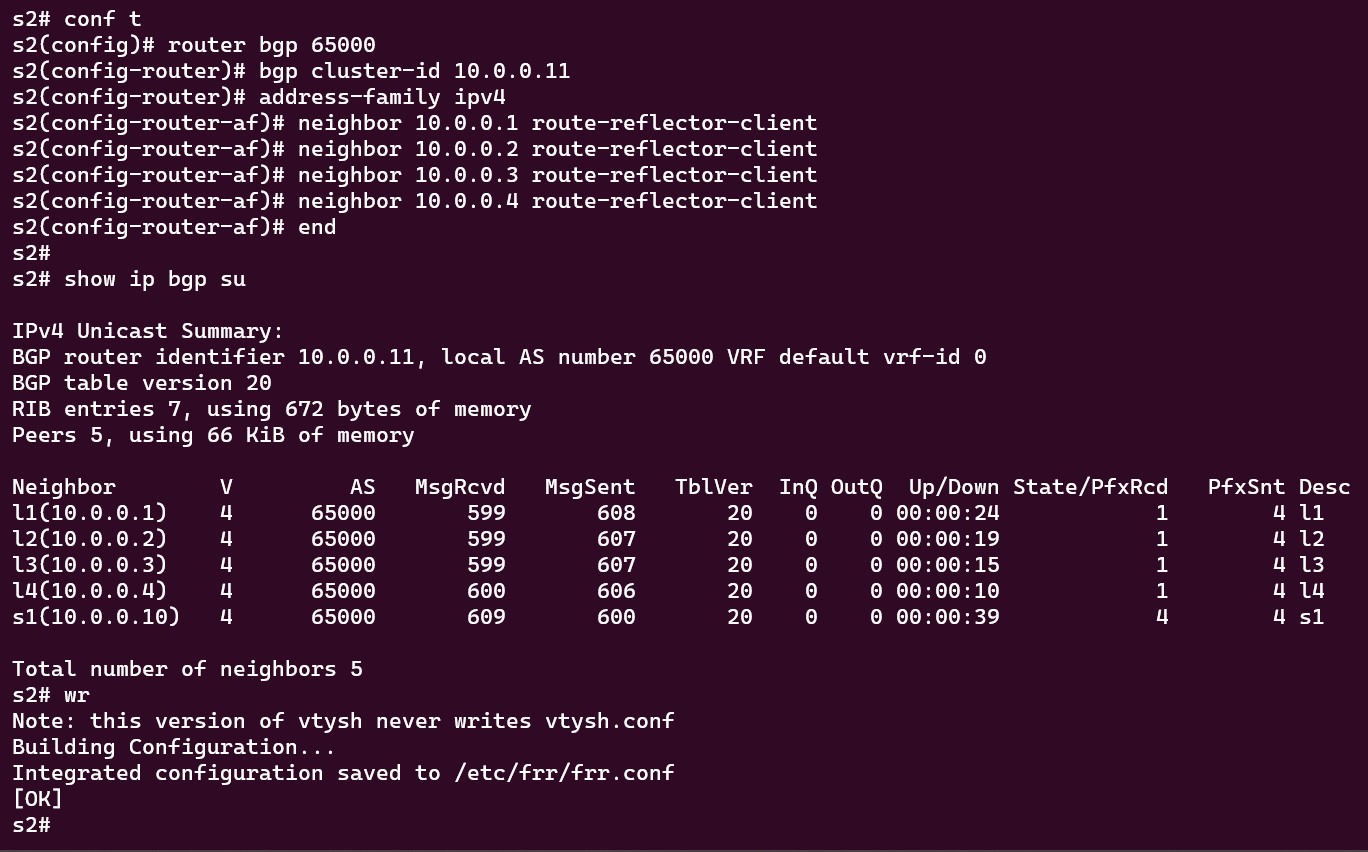 s2# conf t
s2(config)# router bgp 65000
s2(config-router)# bgp cluster-id 10.0.0.11
s2(config-router)# address-family ipv4
s2(config-router-af)# neighbor 10.0.0.1 route-reflector-client
s2(config-router-af)# neighbor 10.0.0.2 route-reflector-client
s2(config-router-af)# neighbor 10.0.0.3 route-reflector-client
s2(config-router-af)# neighbor 10.0.0.4 route-reflector-client
s2(config-router-af)# end
s2#
s2# show ip bgp su

IPv4 Unicast Summary:
BGP router identifier 10.0.0.11, local AS number 65000 VRF default vrf-id 0
BGP table version 20
RIB entries 7, using 672 bytes of memory
Peers 5, using 66 KiB of memory

Neighbor        V         AS   MsgRcvd   MsgSent   TblVer  InQ OutQ  Up/Down State/PfxRcd   PfxSnt Desc
l1(10.0.0.1)    4      65000       599       608       20    0    0 00:00:24            1        4 l1
l2(10.0.0.2)    4      65000       599       607       20    0    0 00:00:19            1        4 l2
l3(10.0.0.3)    4      65000       599       607       20    0    0 00:00:15            1        4 l3
l4(10.0.0.4)    4      65000       600       606       20    0    0 00:00:10            1        4 l4
s1(10.0.0.10)   4      65000       609       600       20    0    0 00:00:39            4        4 s1

Total number of neighbors 5
s2# wr
Note: this version of vtysh never writes vtysh.conf
Building Configuration...
Integrated configuration saved to /etc/frr/frr.conf
[OK]
s2#